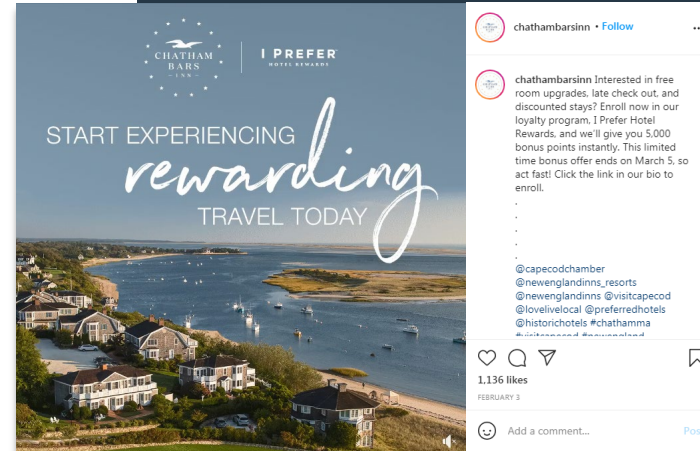 CHATHAM
BARS
INN
I PREFER
HOTEL REWARDS
START EXPERIENCING
rewarding
TRAVEL TODAY
chathambarsinn • Follow
chathambarsinn Interested in free
room upgrades, late check out, and
discounted stays? Enroll now in our
loyalty program, I Prefer Hotel
Rewards, and we'll give you 5,000
bonus points instantly. This limited
time bonus offer ends on March 5, so
act fast! Click the link in our bio to
enroll.
.
.
.
.
.
@capecodchamber
@newenglandinns_resorts
@newenglandinns @visitcapecod
@lovelivelocal @preferredhotels
@historichotels #chathamma
#visitcapecod #newengland
1,136 likes
FEBRUARY 3
Add a comment...
Pos